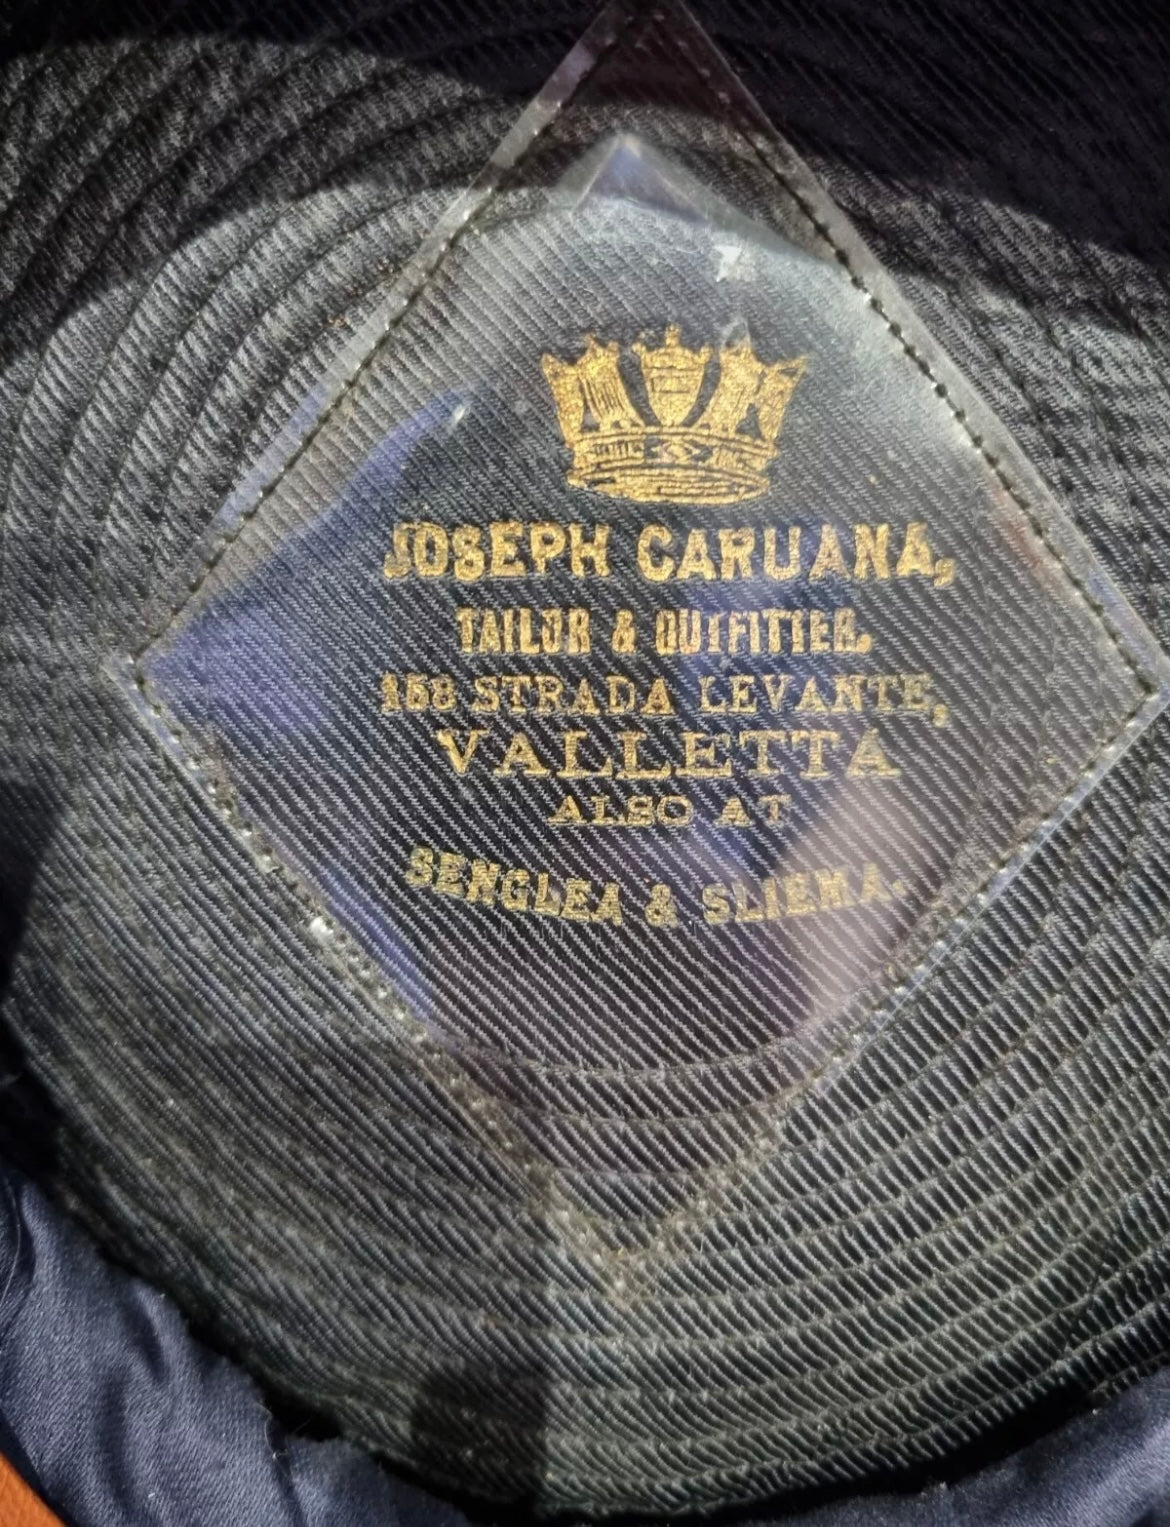 JOSEPH CARUANA,
TAILOR & OUTFITTER.
158 STRADA LEVANTE,
VALLETTA
ALSO AT
SENGLEA & SLIEMA.